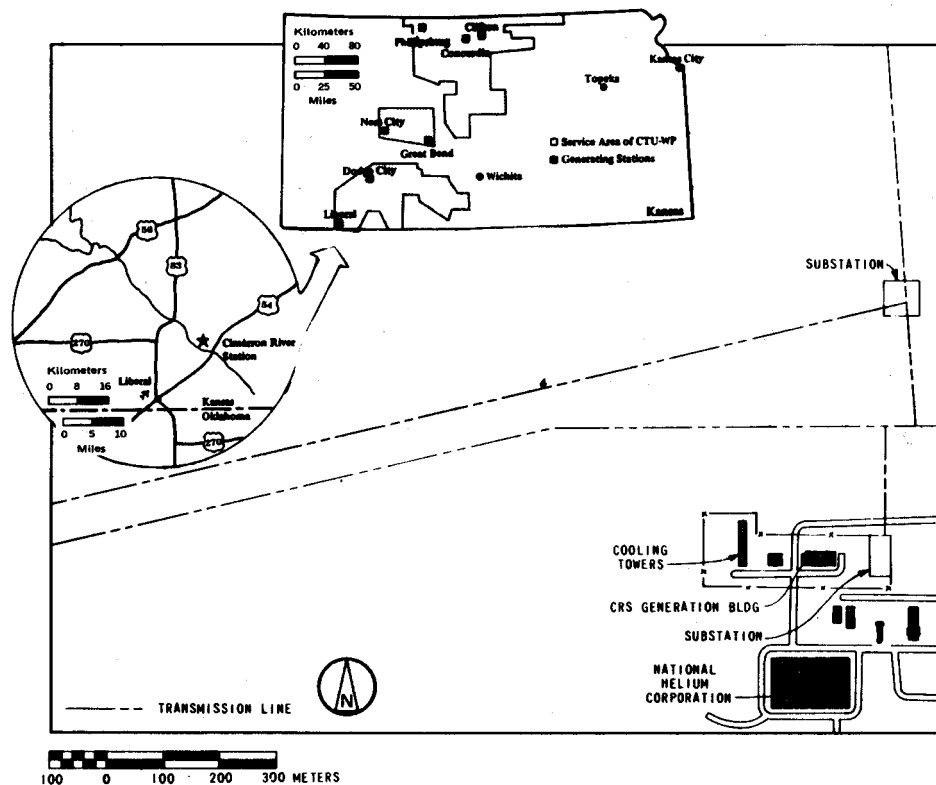 Kilometers
0 40 80
0 25 50
Miles
Clifton
Phillipsburg
Concordia
Kansas City
Topeka
Ness City
Great Bend
Service Area of CTU-WP
Generating Stations
Dodge City
Wichita
Liberal
Kansas
56
83
54
270
Cimarron River
Station
Kilometers
0 8 16
Liberal
Kansas
Oklahoma
0 5 10
Miles
270
SUBSTATION
COOLING
TOWERS
CRS GENERATION BLDG
SUBSTATION
NATIONAL
HELIUM
CORPORATION
TRANSMISSION LINE
N
100 0 100 200 300 METERS